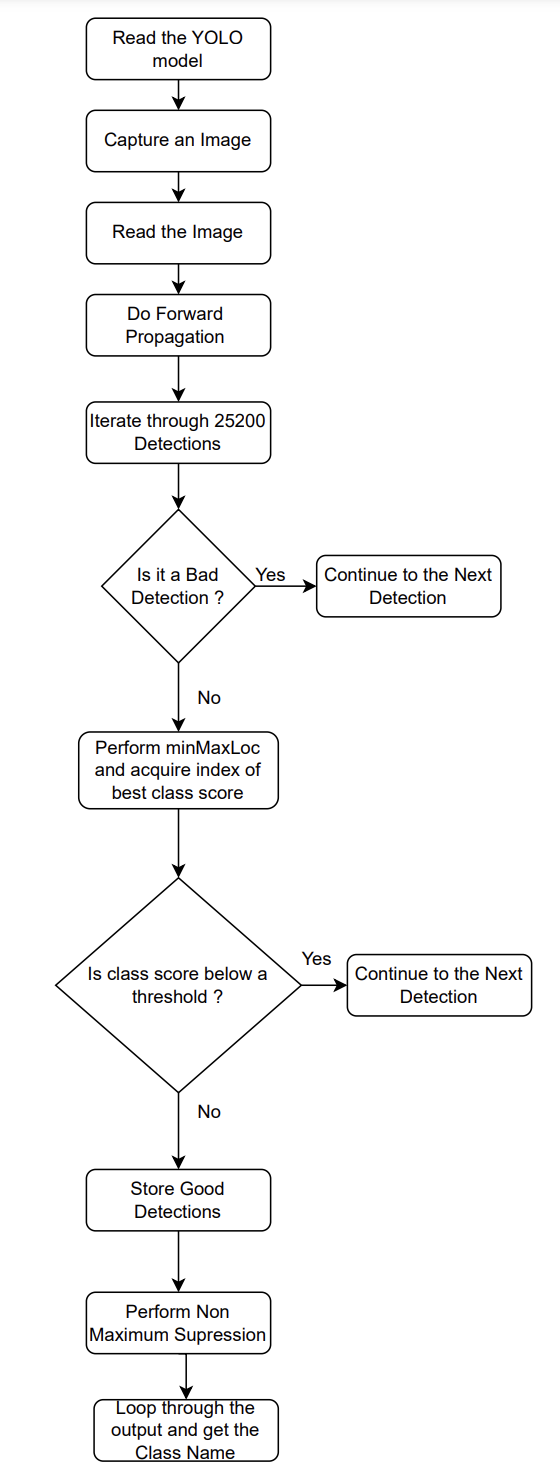 Read the YOLO
model
Capture an Image
Read the Image
Do Forward
Propagation
Iterate through 25200
Detections
Is it a Bad
Detection ?
Yes
Continue to the Next
Detection
No
Perform minMaxLoc
and acquire index of
best class score
Is class score below a
threshold ?
Yes
Continue to the Next
Detection
No
Store Good
Detections
Perform Non
Maximum Supression
Loop through the
output and get the
Class Name